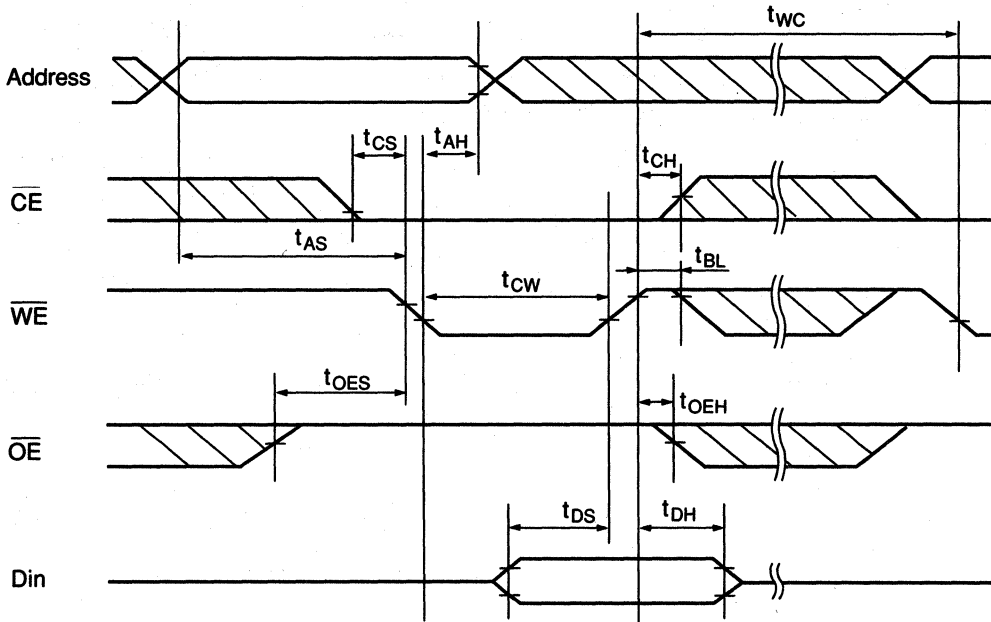 tWC
Address
tCS
tAH
tCH
CE
tAS
tBL
tCW
WE
tOES
tOEH
OE
tDS
tDH
Din